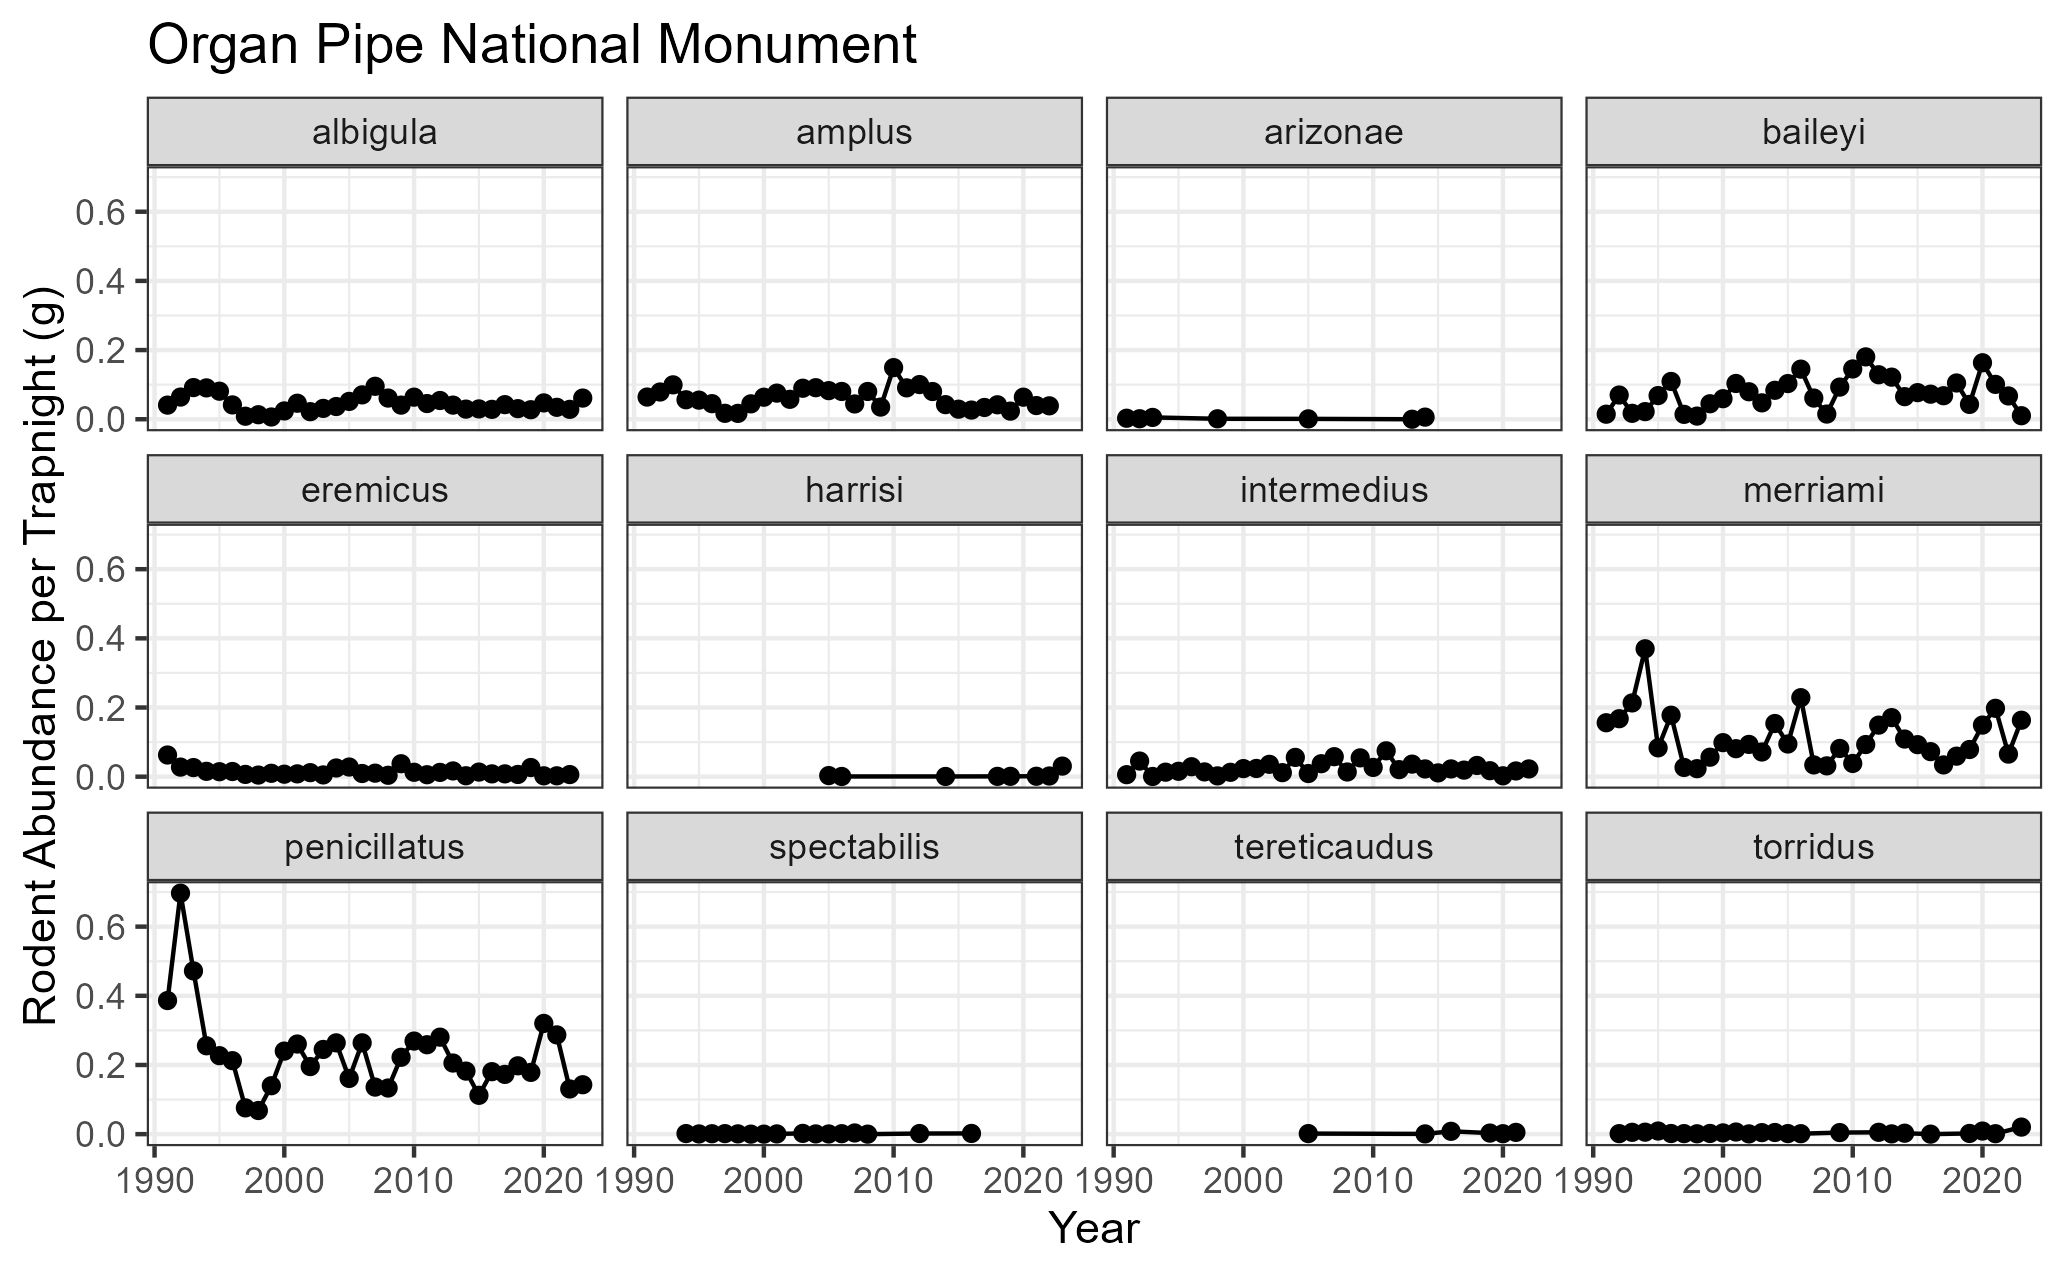 Organ Pipe National Monument
albigula amplus arizonae baileyi
0.6
0.4
0.2
0.0
eremicus harrisi intermedius merriami
0.6
0.4
0.2
0.0
penicillatus spectabilis tereticaudus torridus
0.6
0.4
0.2
0.0
1990 2000 2010 2020 1990 2000 2010 2020 1990 2000 2010 2020 1990 2000 2010 2020
Year
Rodent Abundance per Trapnight (g)